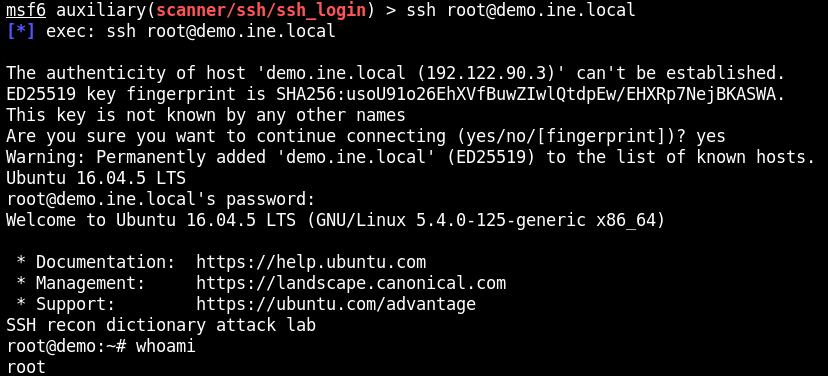 msf6 auxiliary(scanner/ssh/ssh_login) > ssh root@demo.ine.local
[*] exec: ssh root@demo.ine.local
The authenticity of host 'demo.ine.local (192.122.90.3)' can't be established.
ED25519 key fingerprint is SHA256:usoU91o26EhXVfBuwZIwlQtdpEw/EHXRp7NejBKASWA.
This key is not known by any other names
Are you sure you want to continue connecting (yes/no/[fingerprint])? yes
Warning: Permanently added 'demo.ine.local' (ED25519) to the list of known hosts.
Ubuntu 16.04.5 LTS
root@demo.ine.local's password:
Welcome to Ubuntu 16.04.5 LTS (GNU/Linux 5.4.0-125-generic x86_64)
 * Documentation:  https://help.ubuntu.com
 * Management:     https://landscape.canonical.com
 * Support:        https://ubuntu.com/advantage
SSH recon dictionary attack lab
root@demo:~# whoami
root